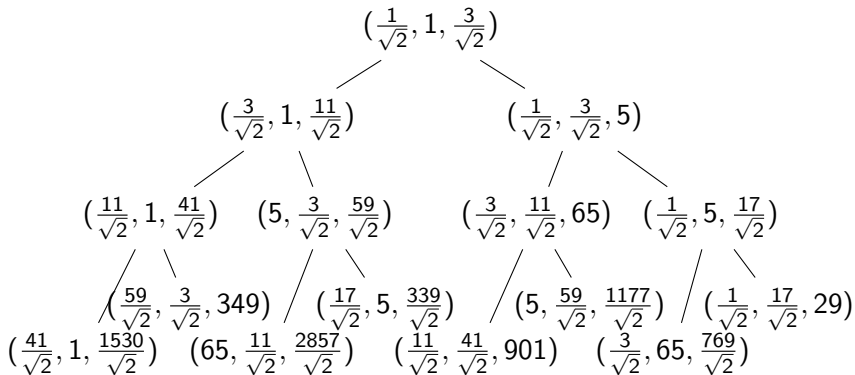 (1/√2, 1, 3/√2)
(3/√2, 1, 11/√2) (1/√2, 3/√2, 5)
(11/√2, 1, 41/√2) (5, 3/√2, 59/√2) (3/√2, 11/√2, 65) (1/√2, 5, 17/√2)
(59/√2, 3/√2, 349) (17/√2, 5, 339/√2) (5, 59/√2, 1177/√2) (1/√2, 17/√2, 29)
(41/√2, 1, 1530/√2) (65, 11/√2, 2857/√2) (11/√2, 41/√2, 901) (3/√2, 65, 769/√2)